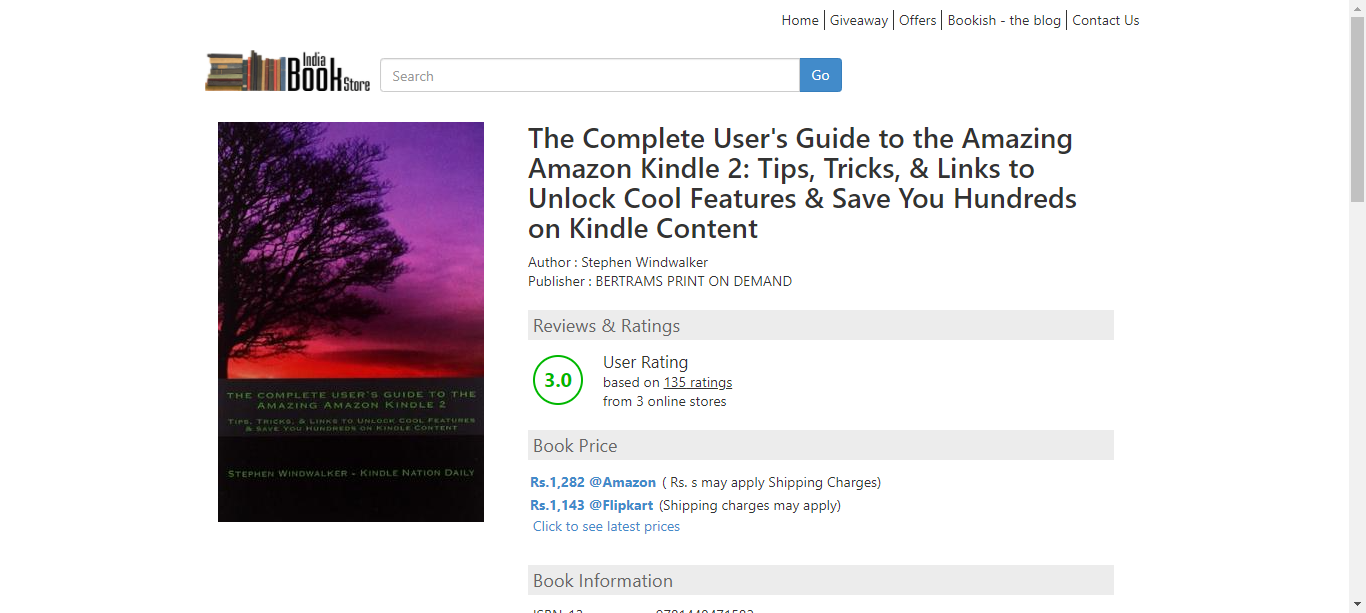 Home
Giveaway
Offers
Bookish - the blog
Contact Us
India
Book
Store
Search
Go
The Complete User's Guide to the Amazing
Amazon Kindle 2: Tips, Tricks, & Links to
Unlock Cool Features & Save You Hundreds
on Kindle Content
Author : Stephen Windwalker
Publisher : BERTRAMS PRINT ON DEMAND
THE COMPLETE USER'S GUIDE TO THE
AMAZING AMAZON KINDLE 2
TIPS, TRICKS, & LINKS TO UNLOCK COOL FEATURES
& SAVE YOU HUNDREDS ON KINDLE CONTENT
STEPHEN WINDWALKER - KINDLE NATION DAILY
Reviews & Ratings
3.0
User Rating
based on 135 ratings
from 3 online stores
Book Price
Rs.1,282 @Amazon ( Rs. s may apply Shipping Charges)
Rs.1,143 @Flipkart (Shipping charges may apply)
Click to see latest prices
Book Information